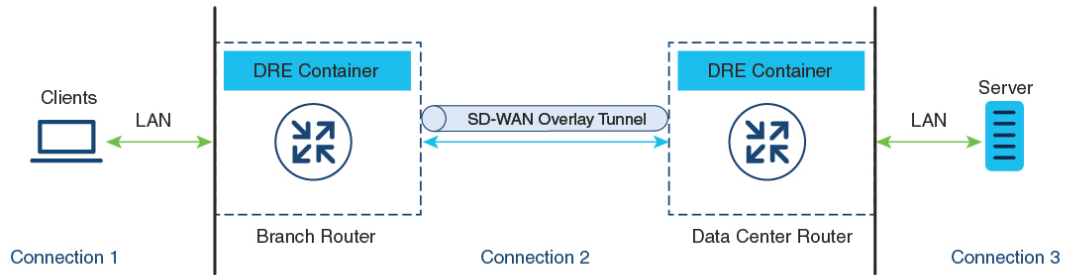 DRE Container
DRE Container
Clients
Server
LAN
SD-WAN Overlay Tunnel
LAN
Branch Router
Data Center Router
Connection 1
Connection 2
Connection 3